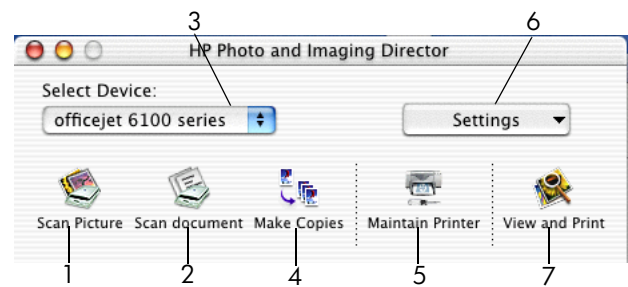 3 6
HP Photo and Imaging Director
Select Device:
officejet 6100 series Settings
Scan Picture Scan document Make Copies Maintain Printer View and Print
1 2 4 5 7